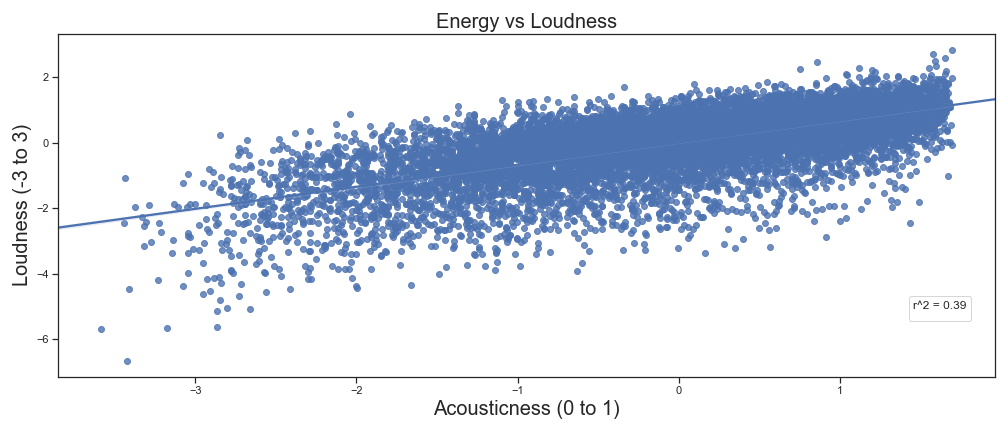 Energy vs Loudness
Loudness (-3 to 3)
2
0
−2
−4
−6
r^2 = 0.39
−3
−2
−1
0
1
Acousticness (0 to 1)